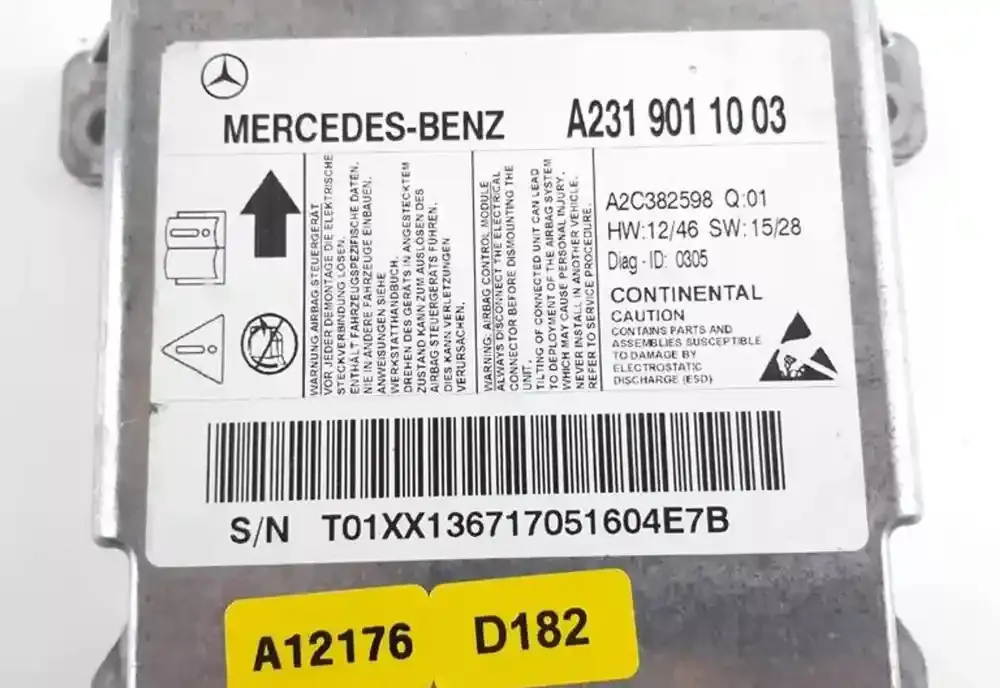 MERCEDES-BENZ
A231 901 10 03
WARNUNG AIRBAG STEUERGERÄT
VOR JEDER DEMONTAGE DIE ELEKTRISCHE
STECKVERBINDUNG LÖSEN.
ENTHÄLT FAHRZEUGSPEZIFISCHE DATEN.
NIE IN ANDERE FAHRZEUGE EINBAUEN.
ANWEISUNGEN SIEHE
WERKSTATTHANDBUCH.
DREHEN DES GERÄTS IN ANGESTECKTEM
ZUSTAND KANN ZUM AUSLÖSEN DES
AIRBAG STEUERGERÄTS FÜHREN.
DIES KANN VERLETZUNGEN
VERURSACHEN.
WARNING: AIRBAG CONTROL MODULE
ALWAYS DISCONNECT THE ELECTRICAL
CONNECTOR BEFORE DISMOUNTING THE
UNIT.
TILTING OF CONNECTED UNIT CAN LEAD
TO DEPLOYMENT OF THE AIRBAG SYSTEM
WHICH MAY CAUSE PERSONAL INJURY.
NEVER INSTALL IN ANOTHER VEHICLE.
REFER TO SERVICE PROCEDURE.
A2C382598 Q:01
HW:12/46 SW:15/28
Diag-ID: 0305
CONTINENTAL
CAUTION
CONTAINS PARTS AND
ASSEMBLIES SUSCEPTIBLE
TO DAMAGE BY
ELECTROSTATIC
DISCHARGE (ESD)
S/N T01XX136717051604E7B
A12176
D182